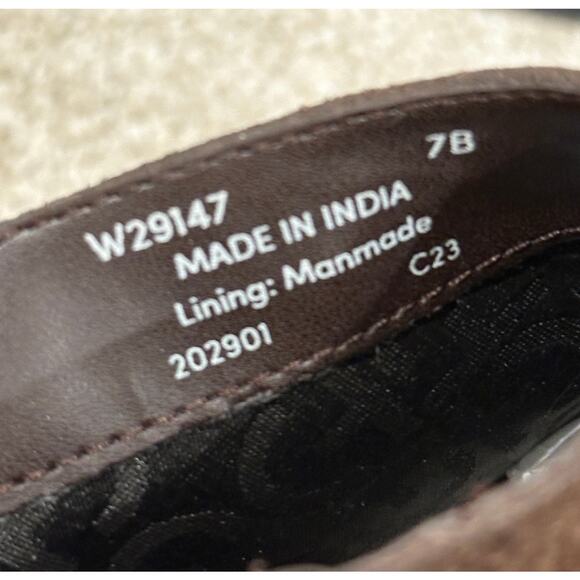 7B
W29147
MADE IN INDIA
Lining: Manmade
C23
202901